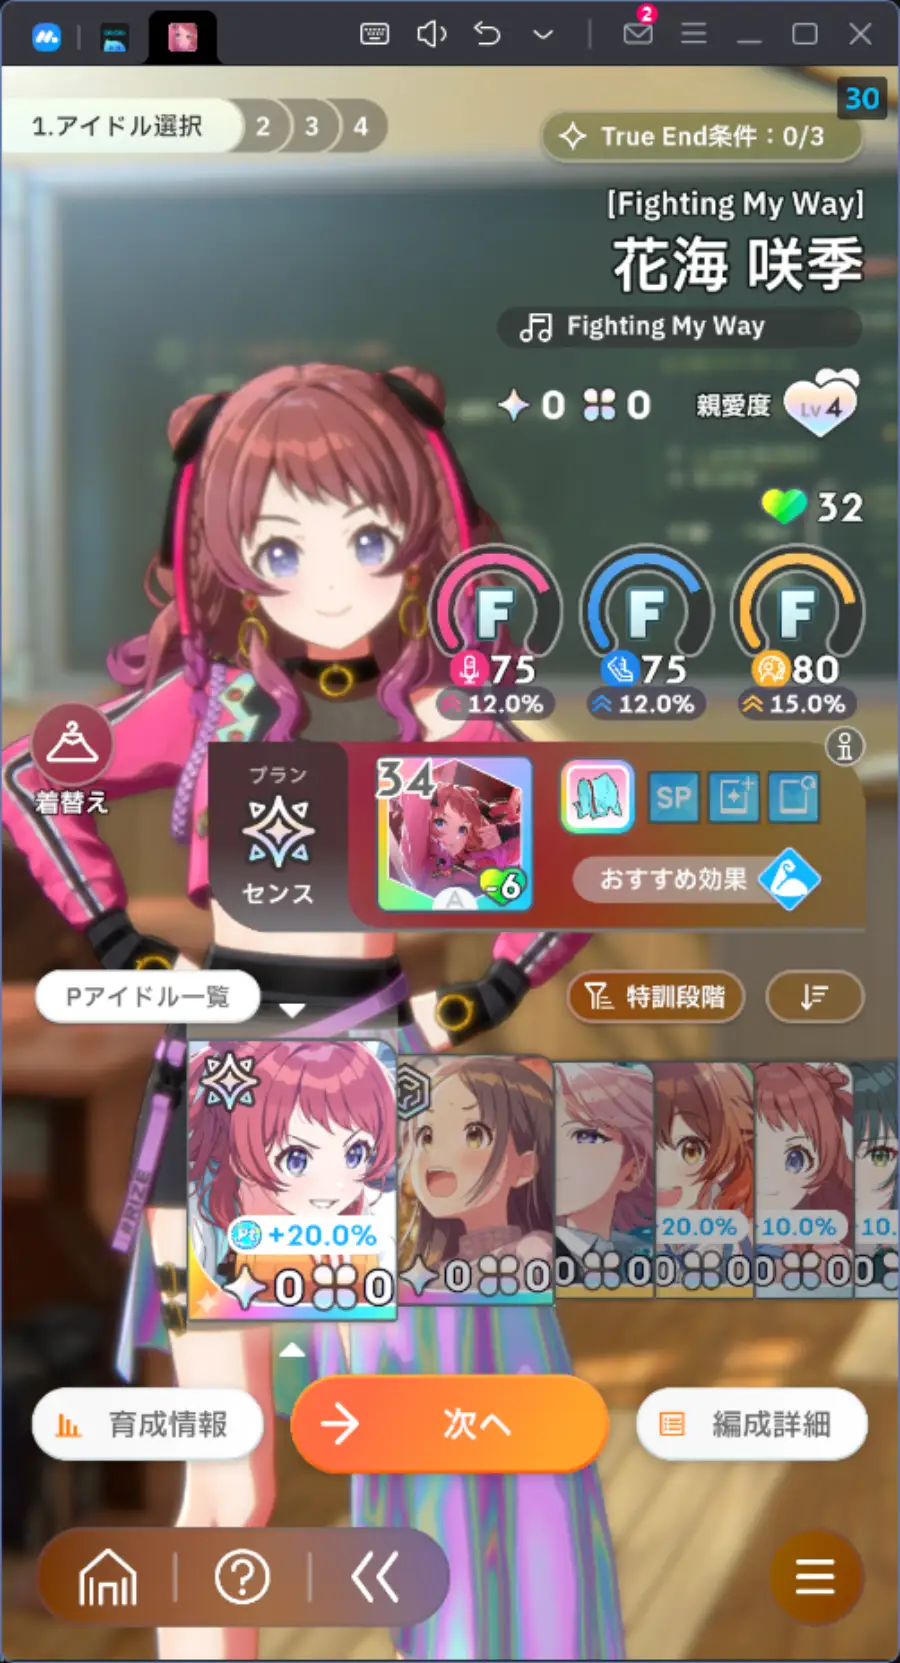 2
30
1.アイドル選択
2
3
4
True End条件：0/3
[Fighting My Way]
花海 咲季
Fighting My Way
0
0
親愛度
Lv 4
32
F
F
F
75
75
80
12.0%
12.0%
15.0%
着替え
プラン
センス
34
-6
A
SP
おすすめ効果
Pアイドル一覧
特訓段階
+20.0%
20.0%
10.0%
10.
0
0
0
0
0
0
0
0
0
0
0
育成情報
次へ
編成詳細